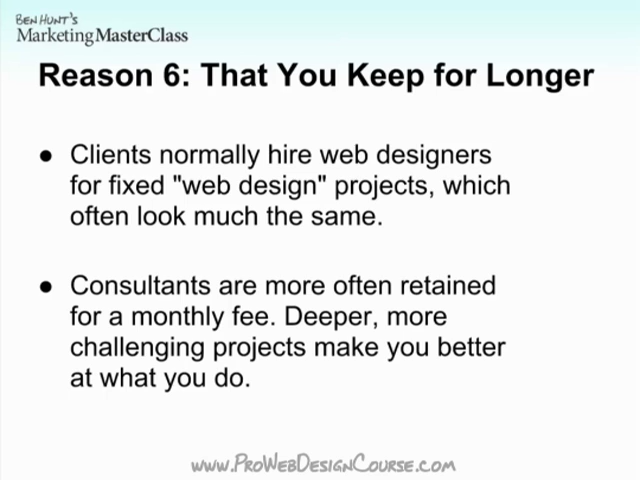 BEN HUNT'S
Marketing MasterClass
Reason 6: That You Keep for Longer
● Clients normally hire web designers
for fixed "web design" projects, which
often look much the same.
● Consultants are more often retained
for a monthly fee. Deeper, more
challenging projects make you better
at what you do.
www.ProWebDesignCourse.com